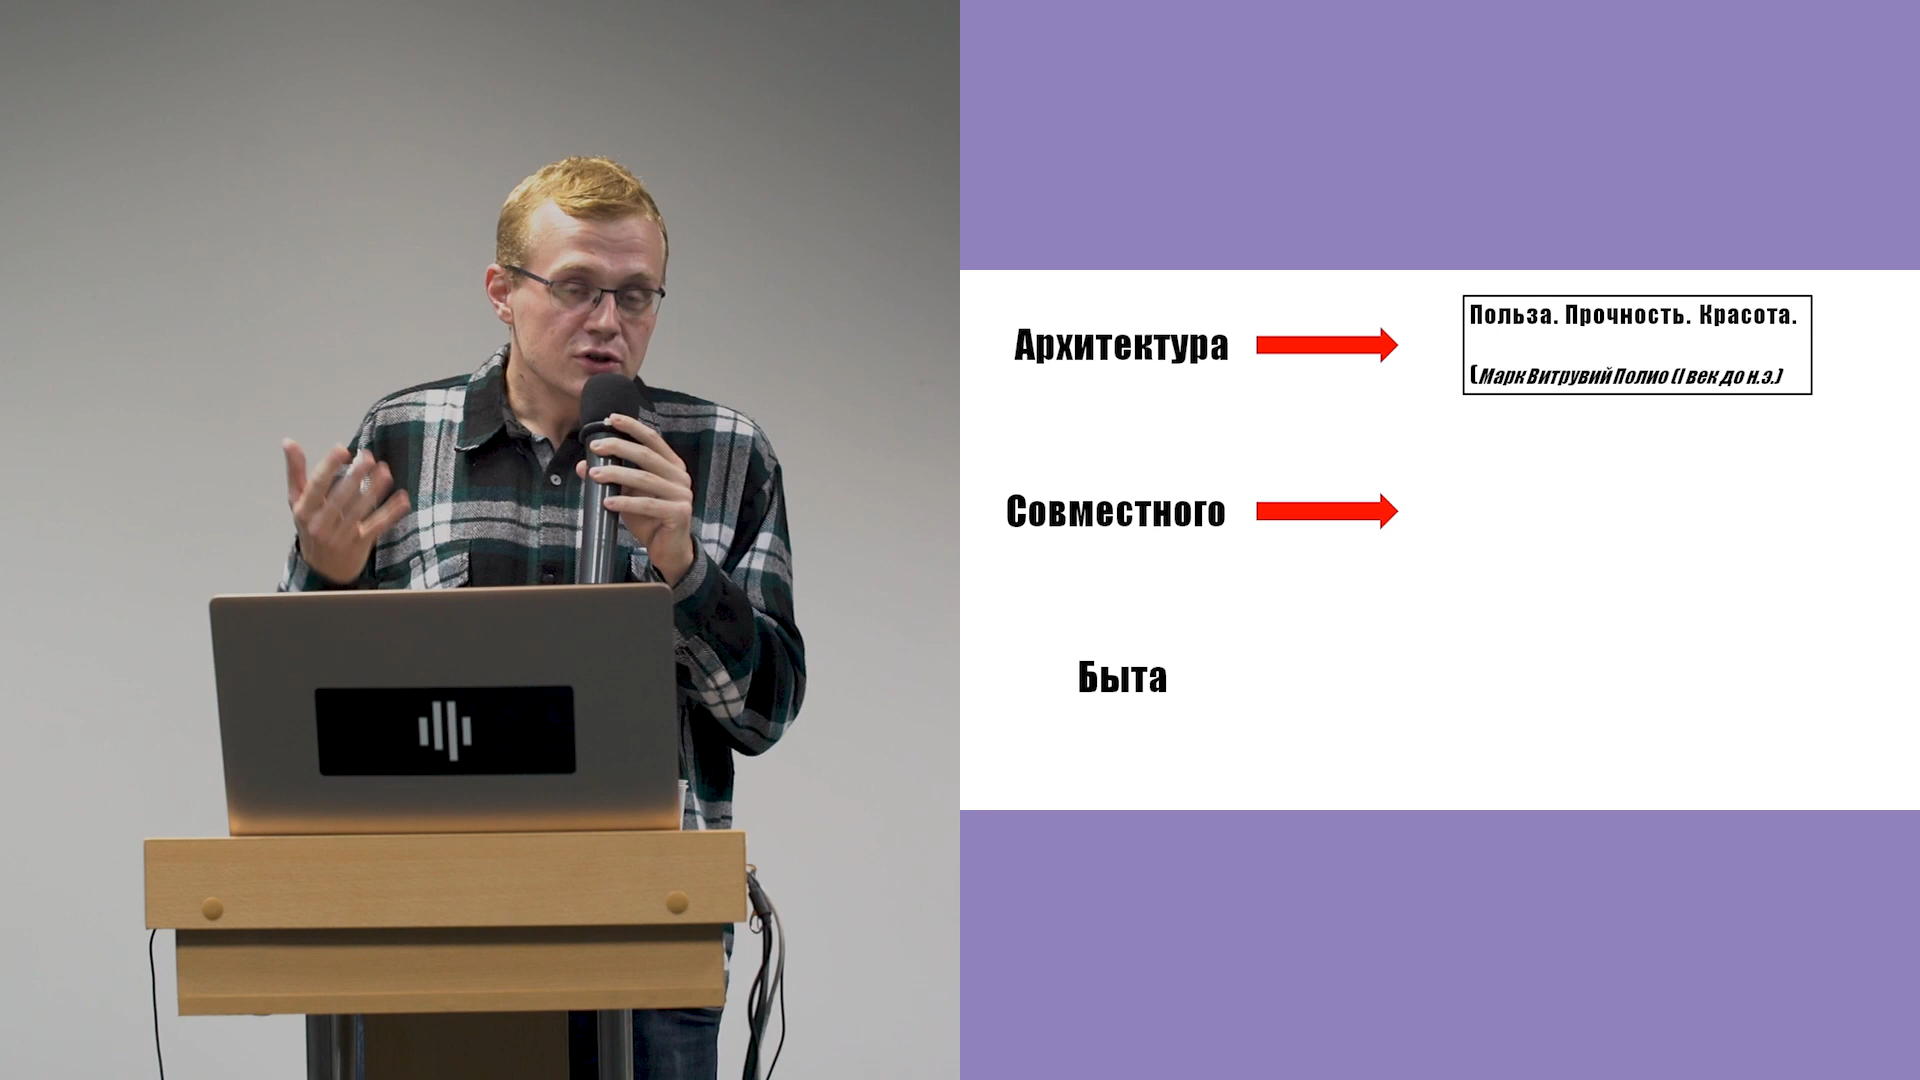 Архитектура
Польза. Прочность. Красота.
(Марк Витрувий Полио (I век до н.э.)
Совместного
Быта